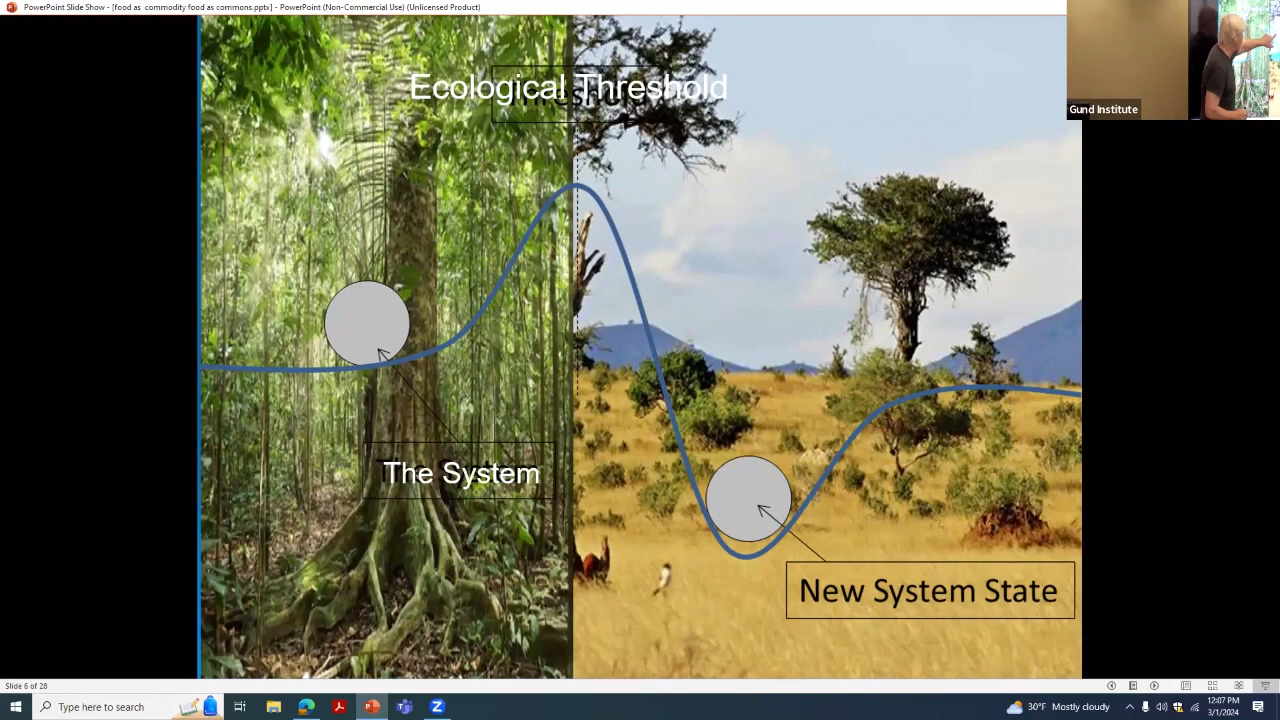 PowerPoint Slide Show - [food as  commodity food as commons.pptx] - PowerPoint (Non-Commercial Use) (Unlicensed Product)
Gund Institute
Ecological Threshold
The System
New System State
Slide 6 of 28
Type here to search
30°F Mostly cloudy
12:07 PM
3/1/2024